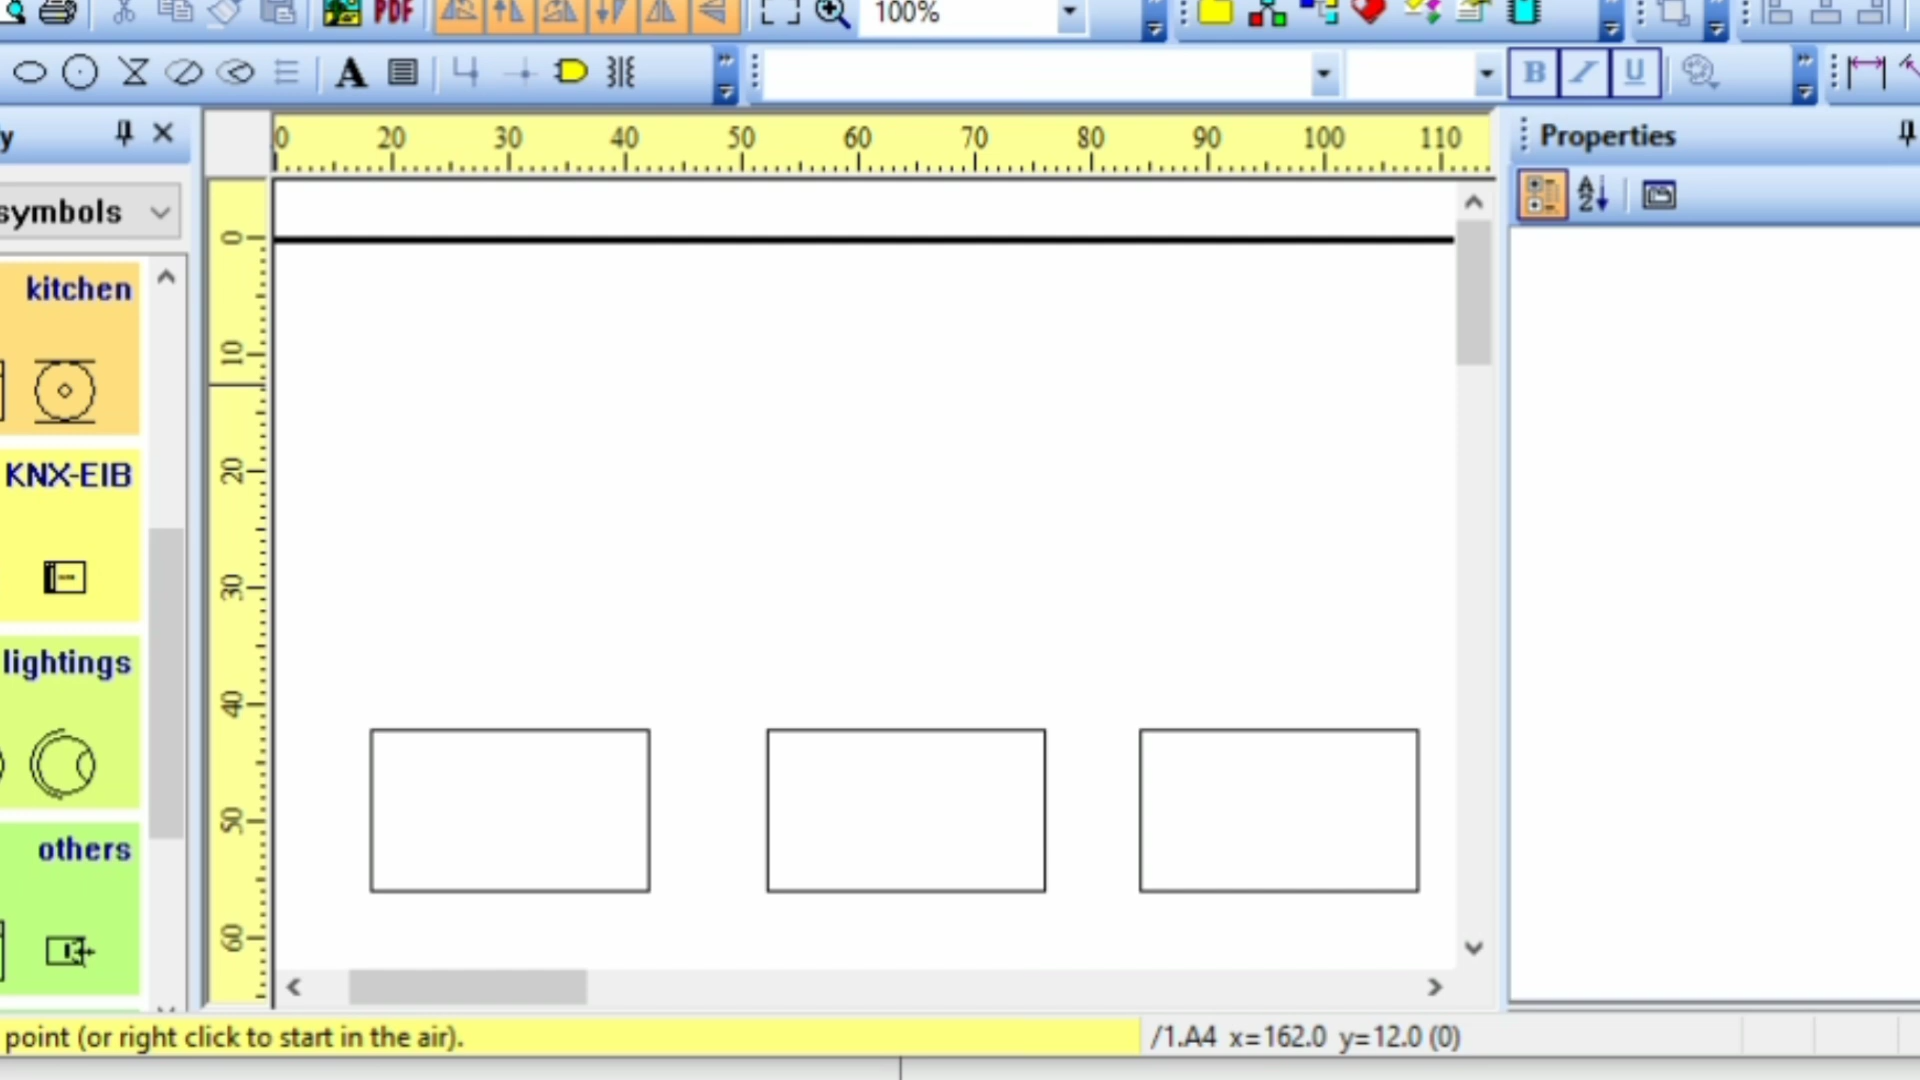 PDF
100%
A
B I U
y
0 20 30 40 50 60 70 80 90 100 110
Properties
symbols
A
Z
kitchen
KNX-EIB
lightings
others
0
10
20
30
40
50
60
point (or right click to start in the air).
/1.A4 x=162.0 y=12.0 (0)